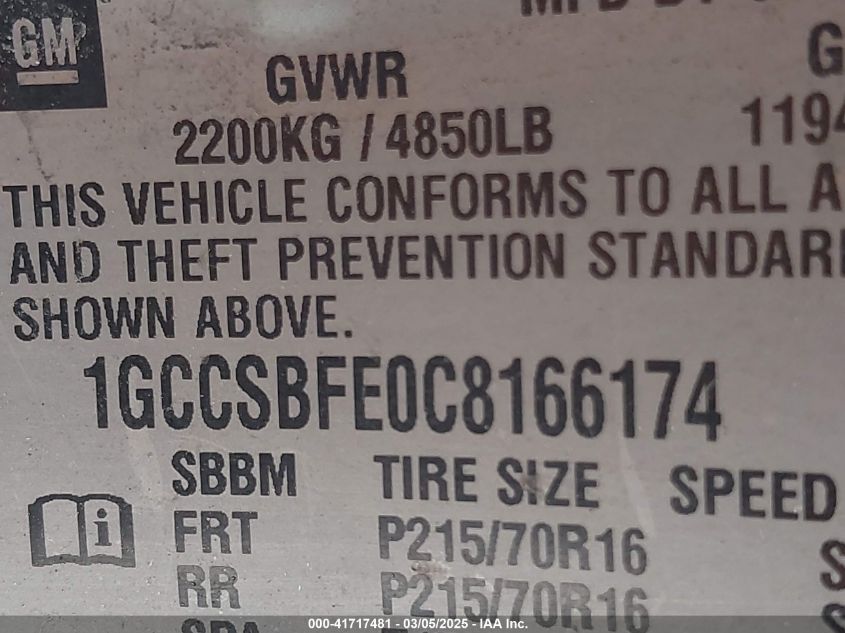 GM
GVWR
2200KG / 4850LB 1194
THIS VEHICLE CONFORMS TO ALL A
AND THEFT PREVENTION STANDAR
SHOWN ABOVE.
1GCCSBFE0C8166174
SBBM TIRE SIZE SPEED
FRT P215/70R16 S
RR P215/70R16 S
000-41717481 - 03/05/2025 - IAA Inc.